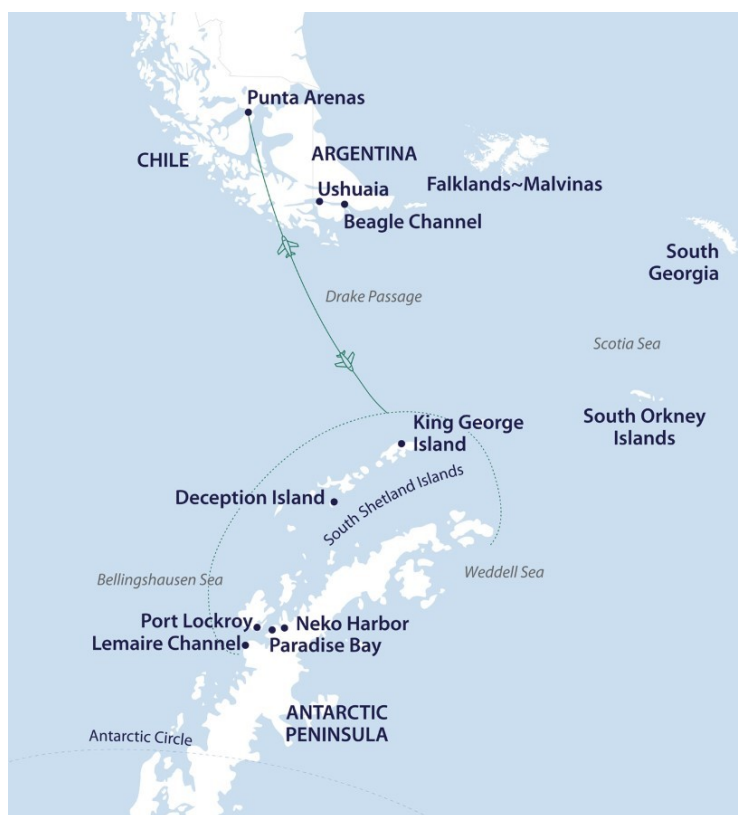 Punta Arenas
CHILE
ARGENTINA
Ushuaia
Falklands~Malvinas
Beagle Channel
South
Georgia
Drake Passage
Scotia Sea
King George
Island
South Orkney
Islands
Deception Island
South Shetland Islands
Bellingshausen Sea
Weddell Sea
Port Lockroy
Neko Harbor
Lemaire Channel
Paradise Bay
ANTARCTIC
PENINSULA
Antarctic Circle